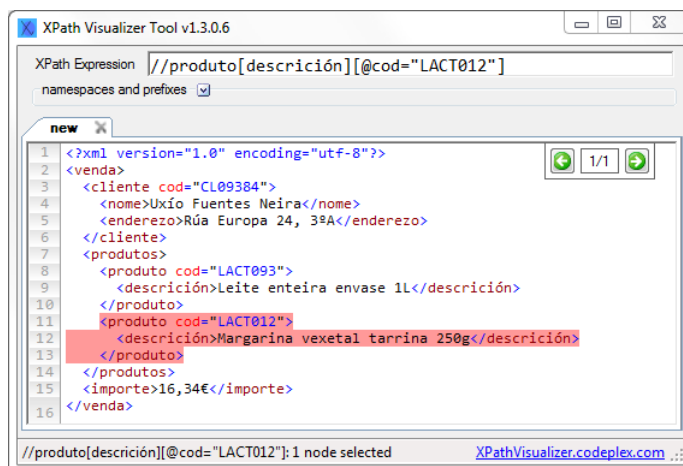 XPath Visualizer Tool v1.3.0.6
XPath Expression //produto[descrición][@cod="LACT012"]
namespaces and prefixes
new
1/1
1 <?xml version="1.0" encoding="utf-8"?>
2 <venda>
3 <cliente cod="CL09384">
4 <nome>Uxío Fuentes Neira</nome>
5 <enderezo>Rúa Europa 24, 3ºA</enderezo>
6 </cliente>
7 <produtos>
8 <produto cod="LACT093">
9 <descrición>Leite enteira envase 1L</descrición>
10 </produto>
11 <produto cod="LACT012">
12 <descrición>Margarina vexetal tarrina 250g</descrición>
13 </produto>
14 </produtos>
15 <importe>16,34€</importe>
16 </venda>
//produto[descrición][@cod="LACT012"]: 1 node selected XPathVisualizer.codeplex.com